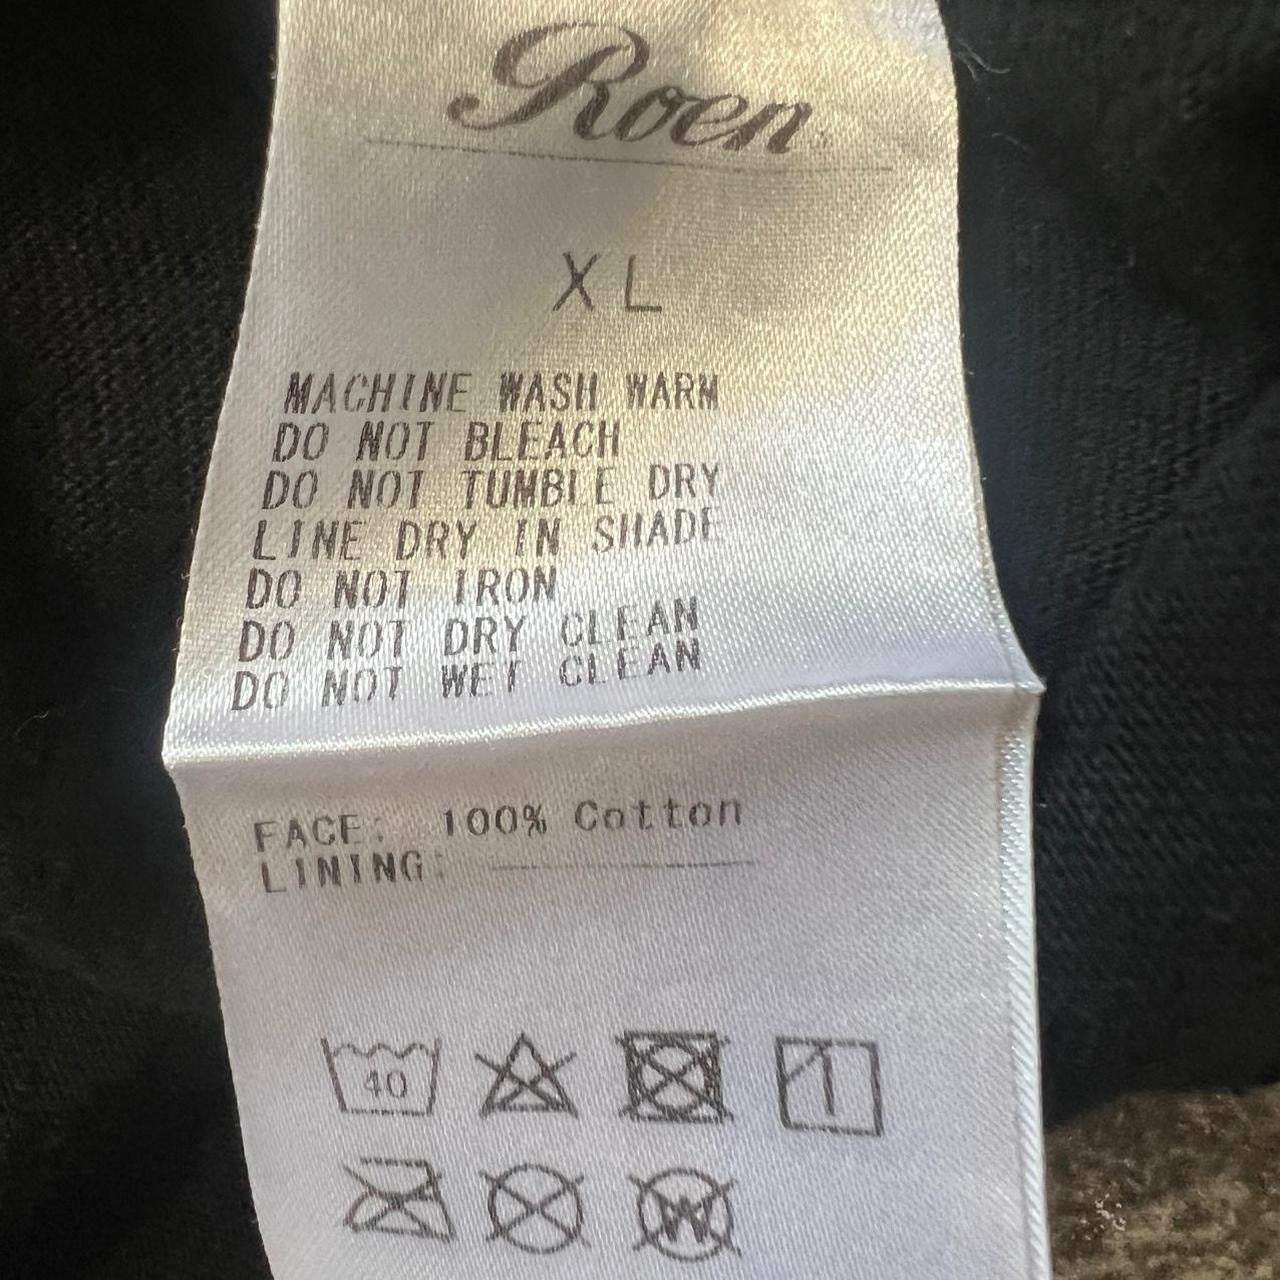 Roen
XL
MACHINE WASH WARM
DO NOT BLEACH
DO NOT TUMBLE DRY
LINE DRY IN SHADE
DO NOT IRON
DO NOT DRY CLEAN
DO NOT WET CLEAN
FACE: 100% Cotton
LINING:
40
W